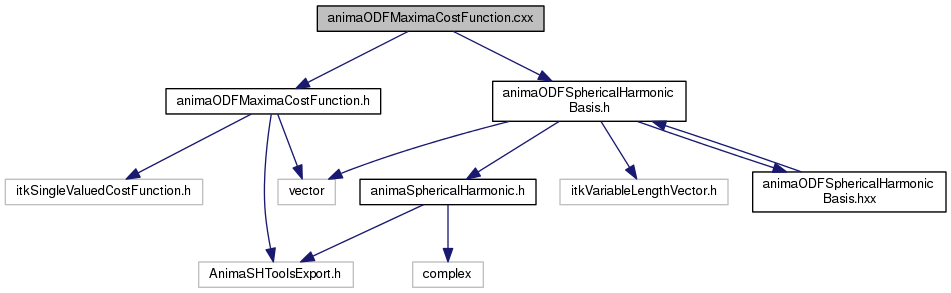 animaODFMaximaCostFunction.cxx
animaODFMaximaCostFunction.h
animaODFSphericalHarmonic
Basis.h
itkSingleValuedCostFunction.h
vector
animaSphericalHarmonic.h
itkVariableLengthVector.h
animaODFSphericalHarmonic
Basis.hxx
AnimaSHToolsExport.h
complex